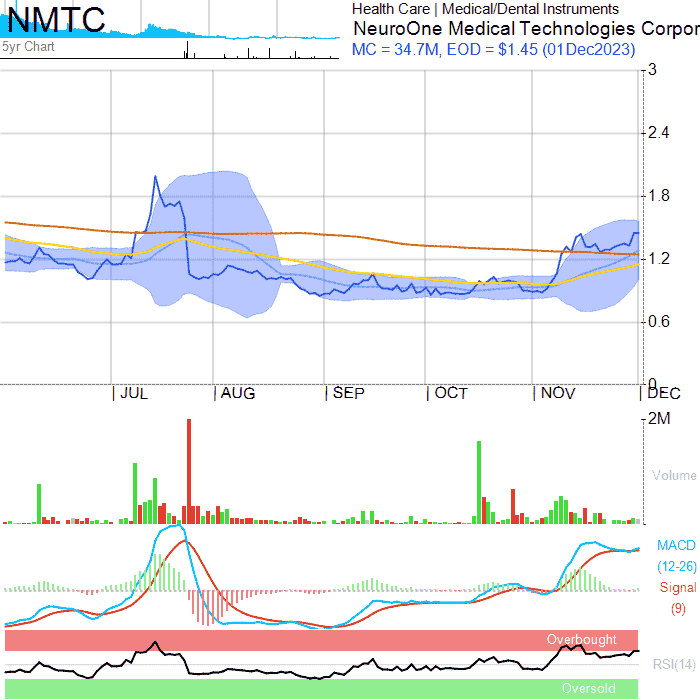 NMTC
5yr Chart
Health Care | Medical/Dental Instruments
NeuroOne Medical Technologies Corpor
MC = 34.7M, EOD = $1.45 (01Dec2023)
3
2.4
1.8
1.2
0.6
0
JUL
AUG
SEP
OCT
NOV
DEC
2M
Volume
MACD
(12-26)
Signal
(9)
Overbought
RSI(14)
Oversold